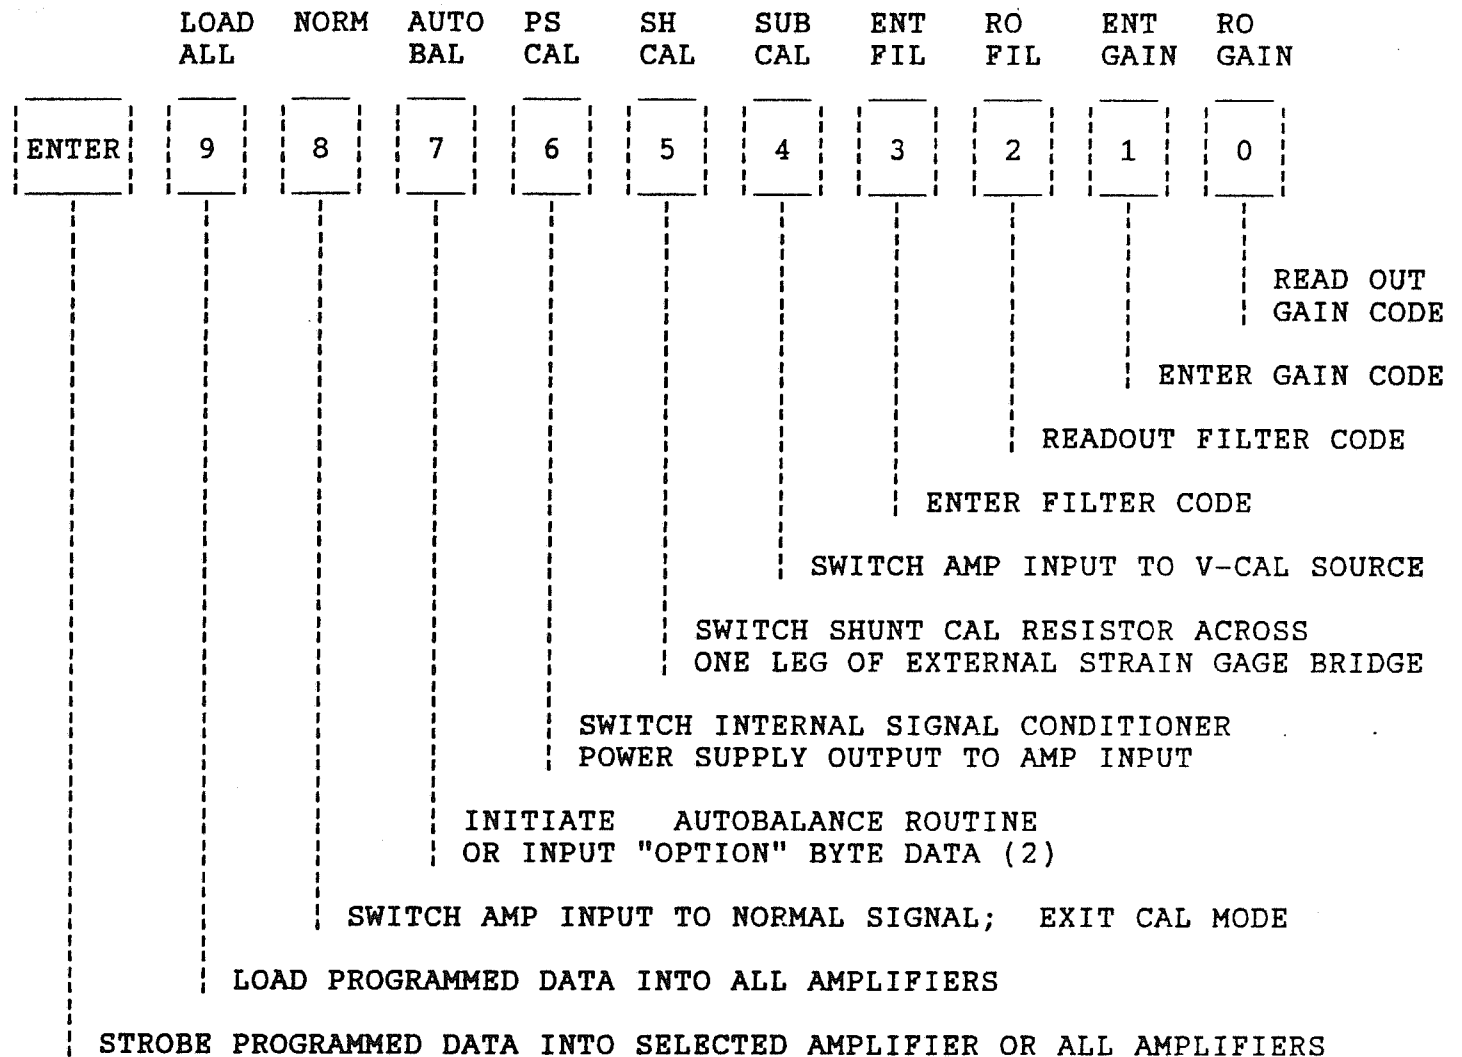 LOAD NORM AUTO PS SH SUB ENT RO ENT RO
ALL BAL CAL CAL CAL FIL FIL GAIN GAIN
ENTER 9 8 7 6 5 4 3 2 1 0
READ OUT
GAIN CODE
ENTER GAIN CODE
READOUT FILTER CODE
ENTER FILTER CODE
SWITCH AMP INPUT TO V-CAL SOURCE
SWITCH SHUNT CAL RESISTOR ACROSS
ONE LEG OF EXTERNAL STRAIN GAGE BRIDGE
SWITCH INTERNAL SIGNAL CONDITIONER
POWER SUPPLY OUTPUT TO AMP INPUT
INITIATE AUTOBALANCE ROUTINE
OR INPUT "OPTION" BYTE DATA (2)
SWITCH AMP INPUT TO NORMAL SIGNAL; EXIT CAL MODE
LOAD PROGRAMMED DATA INTO ALL AMPLIFIERS
STROBE PROGRAMMED DATA INTO SELECTED AMPLIFIER OR ALL AMPLIFIERS